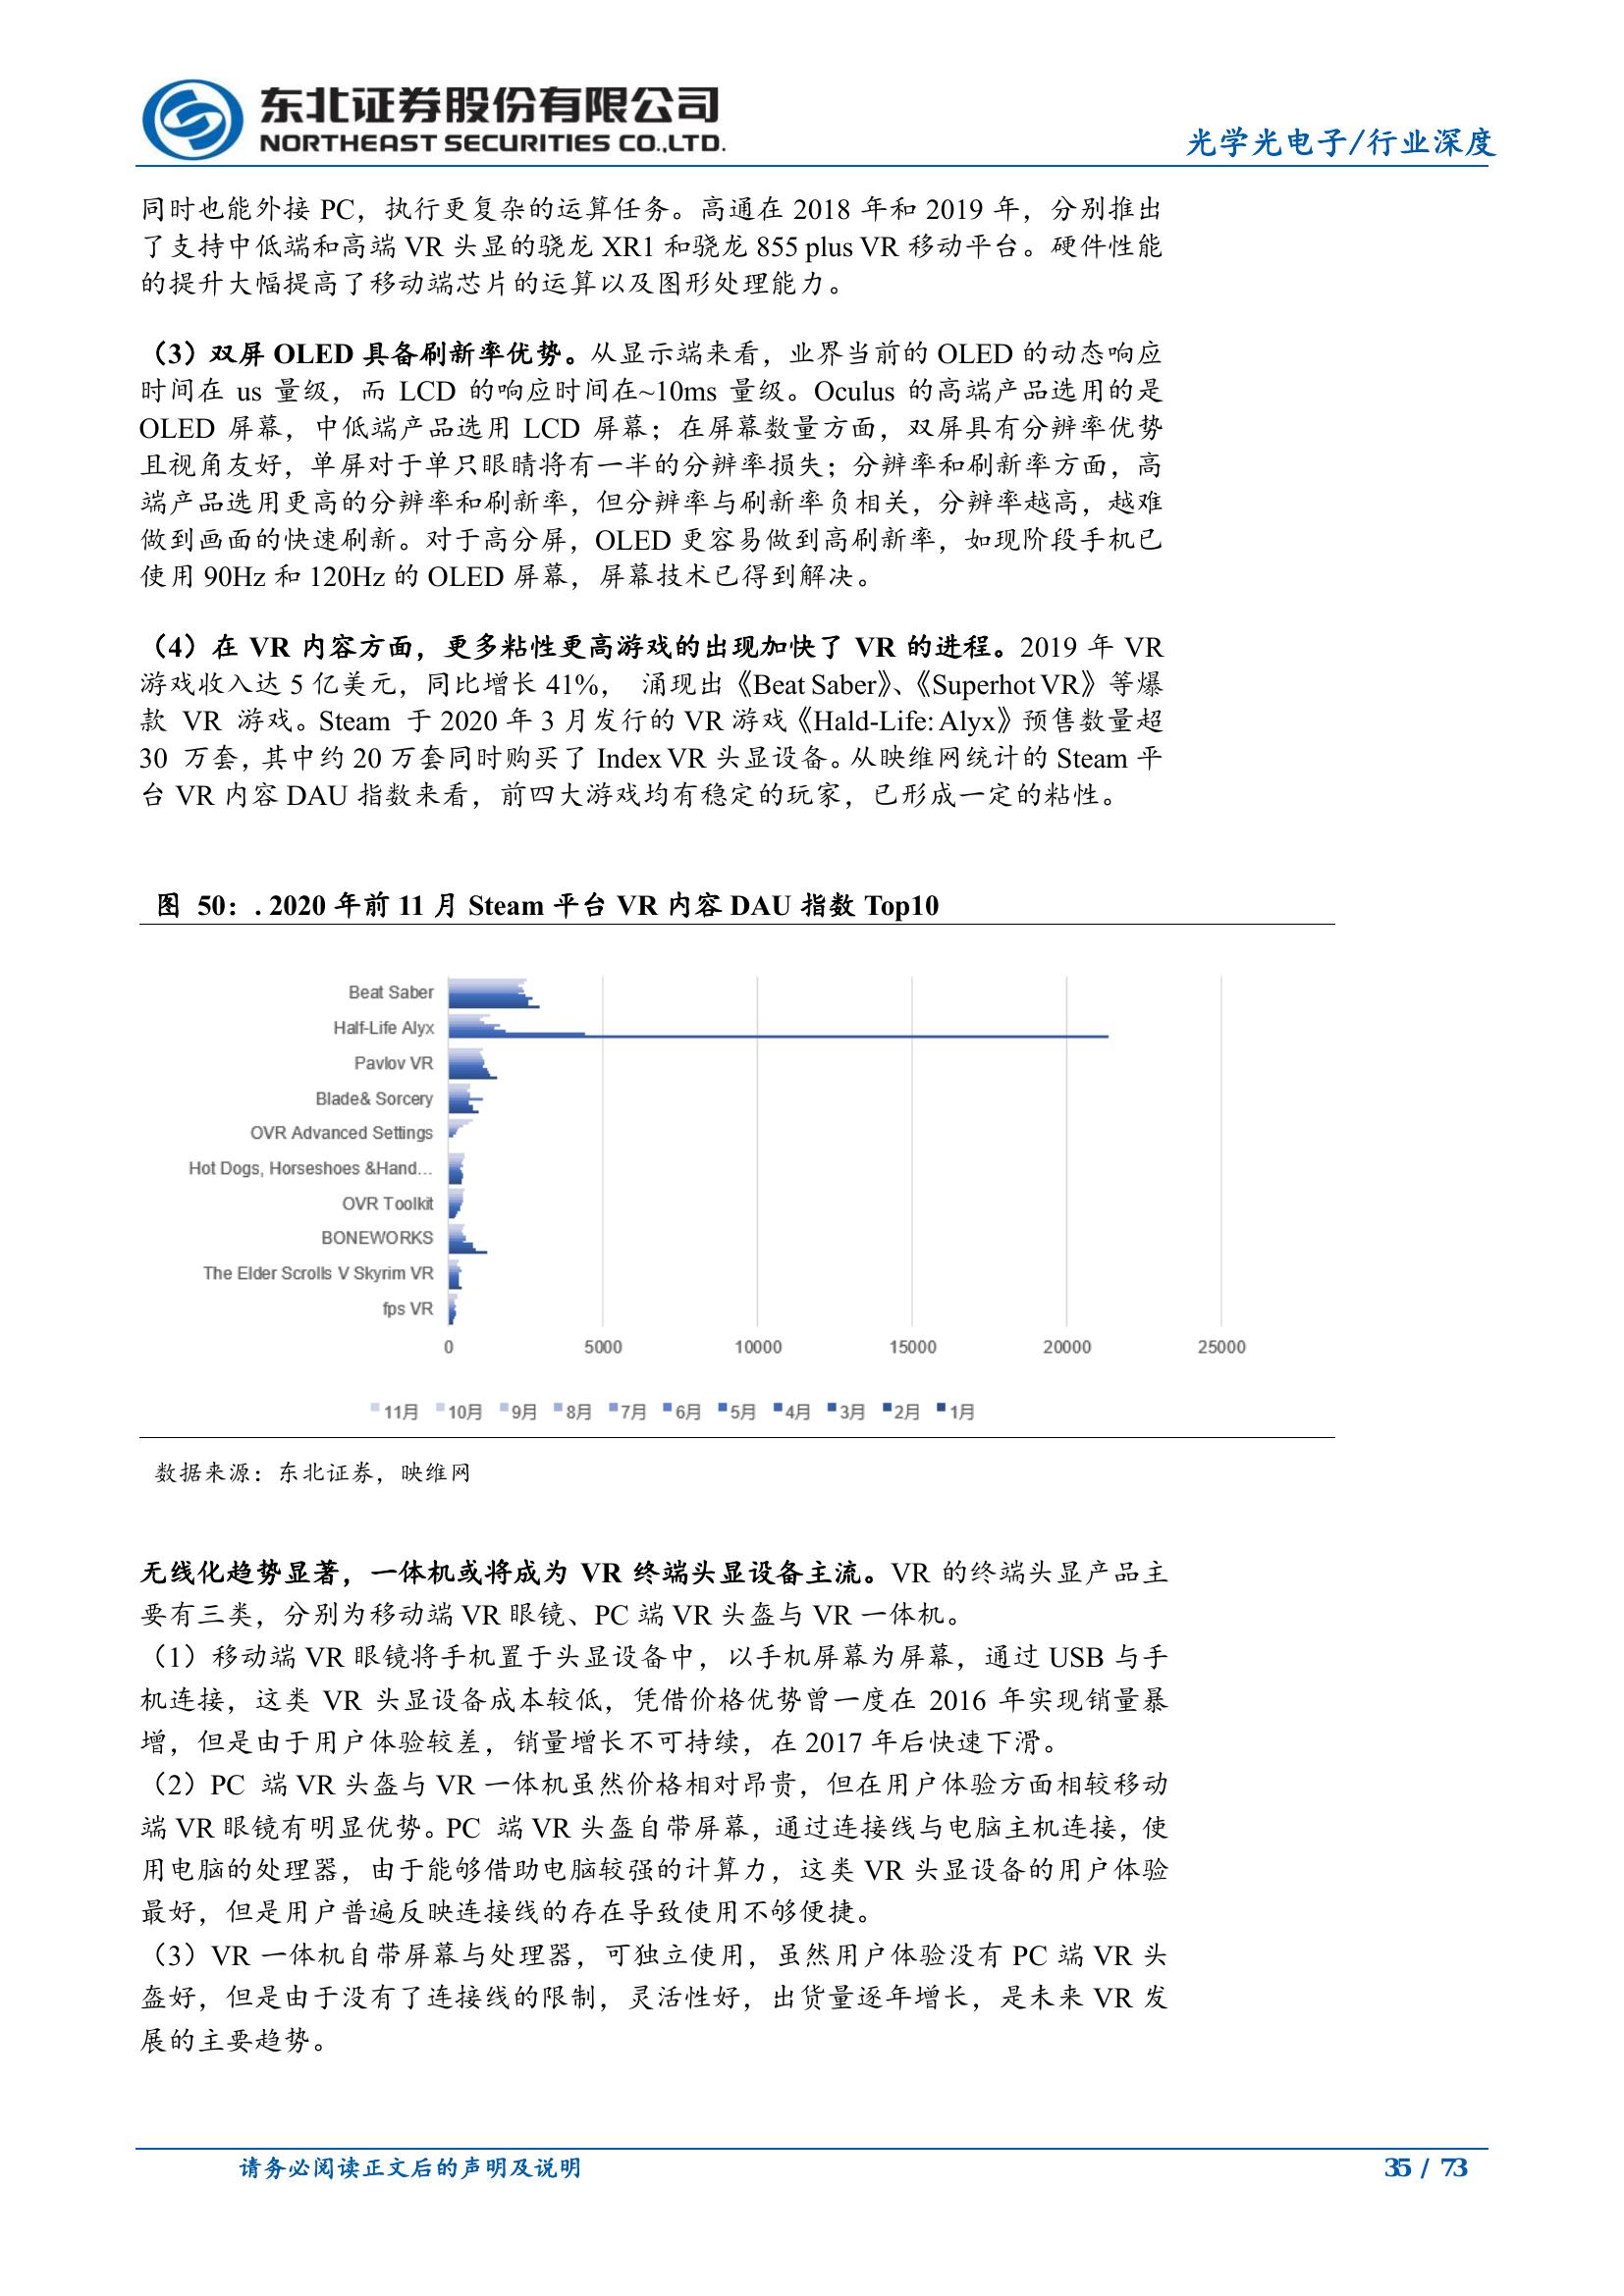 东北证券股份有限公司
NORTHEAST SECURITIES CO.,LTD.
光学光电子/行业深度
同时也能外接 PC，执行更复杂的运算任务。高通在 2018 年和 2019 年，分别推出
了支持中低端和高端 VR 头显的骁龙 XR1 和骁龙 855 plus VR 移动平台。硬件性能
的提升大幅提高了移动端芯片的运算以及图形处理能力。
（3）双屏 OLED 具备刷新率优势。从显示端来看，业界当前的 OLED 的动态响应
时间在 us 量级，而 LCD 的响应时间在~10ms 量级。Oculus 的高端产品选用的是
OLED 屏幕，中低端产品选用 LCD 屏幕；在屏幕数量方面，双屏具有分辨率优势
且视角友好，单屏对于单只眼睛将有一半的分辨率损失；分辨率和刷新率方面，高
端产品选用更高的分辨率和刷新率，但分辨率与刷新率负相关，分辨率越高，越难
做到画面的快速刷新。对于高分屏，OLED 更容易做到高刷新率，如现阶段手机已
使用 90Hz 和 120Hz 的 OLED 屏幕，屏幕技术已得到解决。
（4）在 VR 内容方面，更多粘性更高游戏的出现加快了 VR 的进程。2019 年 VR
游戏收入达 5 亿美元，同比增长 41%， 涌现出《Beat Saber》、《Superhot VR》等爆
款 VR 游戏。Steam 于 2020 年 3 月发行的 VR 游戏《Hald-Life: Alyx》预售数量超
30 万套，其中约 20 万套同时购买了 Index VR 头显设备。从映维网统计的 Steam 平
台 VR 内容 DAU 指数来看，前四大游戏均有稳定的玩家，已形成一定的粘性。
图 50：. 2020 年前 11 月 Steam 平台 VR 内容 DAU 指数 Top10
Beat Saber
Half-Life Alyx
Pavlov VR
Blade& Sorcery
OVR Advanced Settings
Hot Dogs, Horseshoes &Hand...
OVR Toolkit
BONEWORKS
The Elder Scrolls V Skyrim VR
fps VR
0 5000 10000 15000 20000 25000
11月 10月 9月 8月 7月 6月 5月 4月 3月 2月 1月
数据来源：东北证券，映维网
无线化趋势显著，一体机或将成为 VR 终端头显设备主流。VR 的终端头显产品主
要有三类，分别为移动端 VR 眼镜、PC 端 VR 头盔与 VR 一体机。
（1）移动端 VR 眼镜将手机置于头显设备中，以手机屏幕为屏幕，通过 USB 与手
机连接，这类 VR 头显设备成本较低，凭借价格优势曾一度在 2016 年实现销量暴
增，但是由于用户体验较差，销量增长不可持续，在 2017 年后快速下滑。
（2）PC 端 VR 头盔与 VR 一体机虽然价格相对昂贵，但在用户体验方面相较移动
端 VR 眼镜有明显优势。PC 端 VR 头盔自带屏幕，通过连接线与电脑主机连接，使
用电脑的处理器，由于能够借助电脑较强的计算力，这类 VR 头显设备的用户体验
最好，但是用户普遍反映连接线的存在导致使用不够便捷。
（3）VR 一体机自带屏幕与处理器，可独立使用，虽然用户体验没有 PC 端 VR 头
盔好，但是由于没有了连接线的限制，灵活性好，出货量逐年增长，是未来 VR 发
展的主要趋势。
请务必阅读正文后的声明及说明
35 / 73